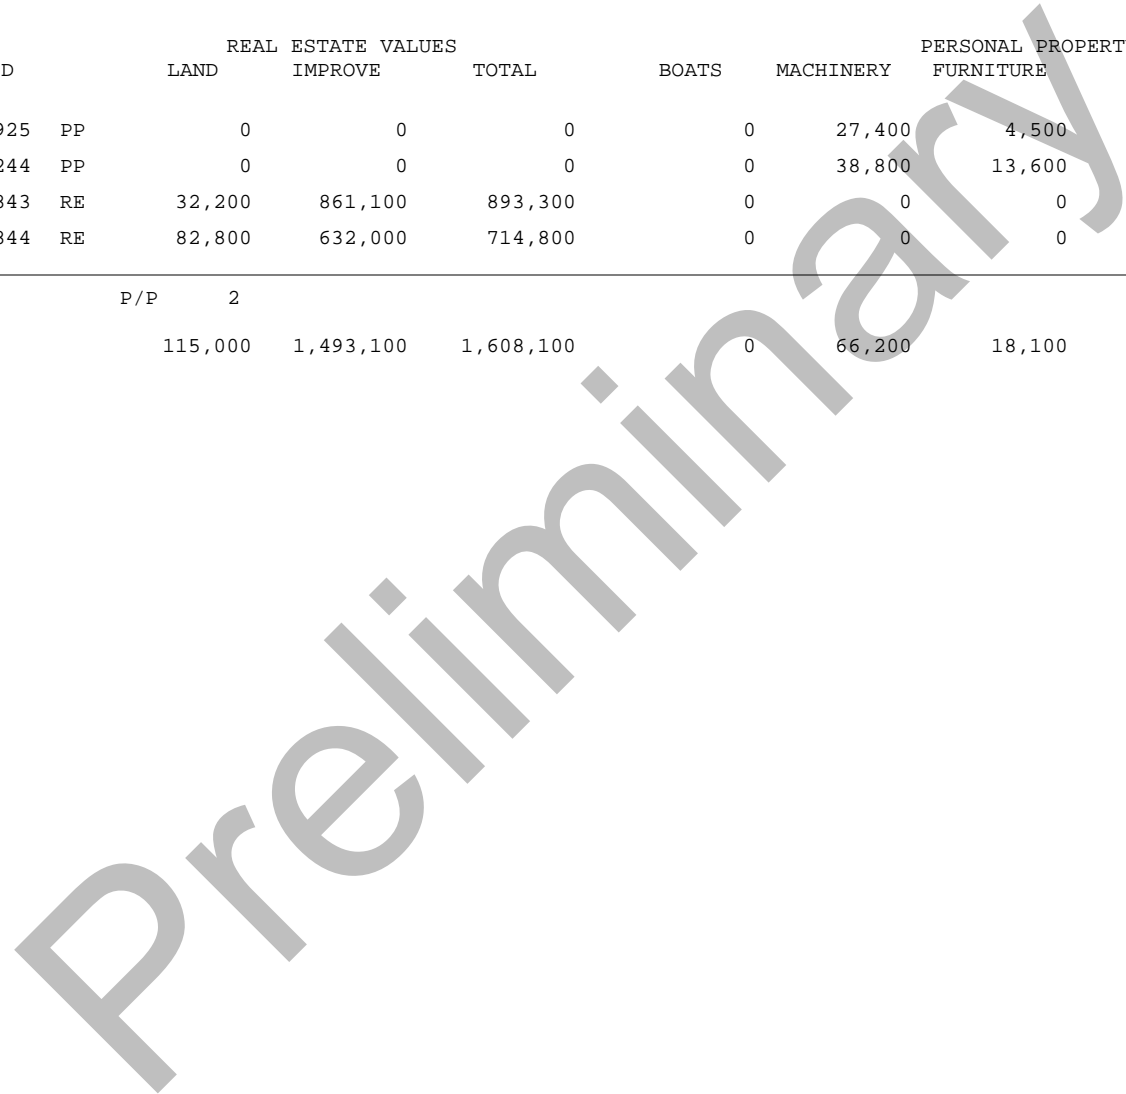 REAL ESTATE VALUES PERSONAL PROPERT
D LAND IMPROVE TOTAL BOATS MACHINERY FURNITURE
925 PP 0 0 0 0 27,400 4,500
244 PP 0 0 0 0 38,800 13,600
343 RE 32,200 861,100 893,300 0 0 0
344 RE 82,800 632,000 714,800 0 0 0
P/P 2
115,000 1,493,100 1,608,100 0 66,200 18,100
Preliminary